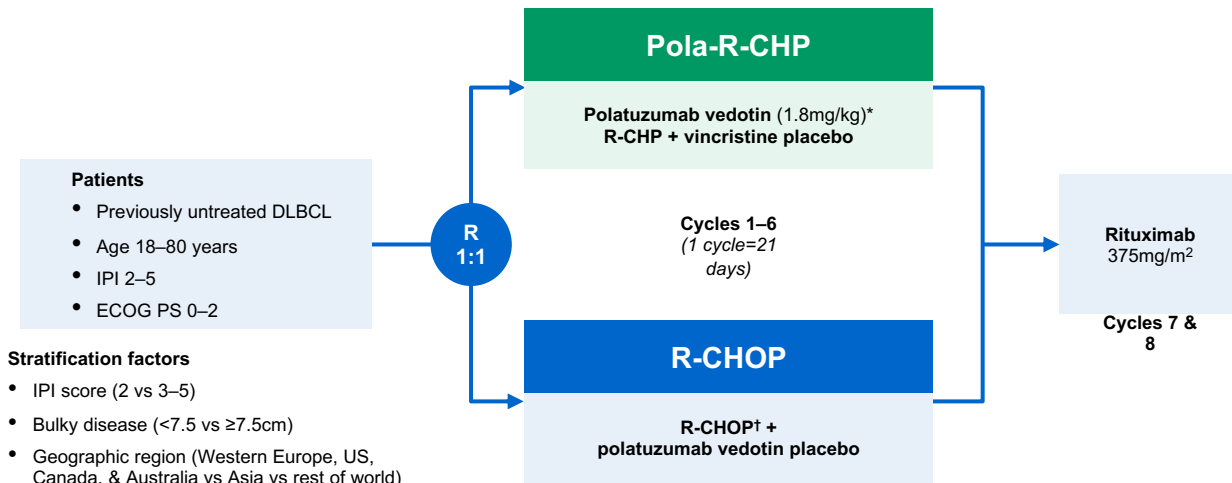 Patients
• Previously untreated DLBCL
• Age 18–80 years
• IPI 2–5
• ECOG PS 0–2
Stratification factors
• IPI score (2 vs 3–5)
• Bulky disease (<7.5 vs ≥7.5cm)
• Geographic region (Western Europe, US,
Canada, & Australia vs Asia vs rest of world)
R
1:1
Pola-R-CHP
Polatuzumab vedotin (1.8mg/kg)*
R-CHP + vincristine placebo
Cycles 1–6
(1 cycle=21
days)
R-CHOP
R-CHOP† +
polatuzumab vedotin placebo
Rituximab
375mg/m²
Cycles 7 &
8